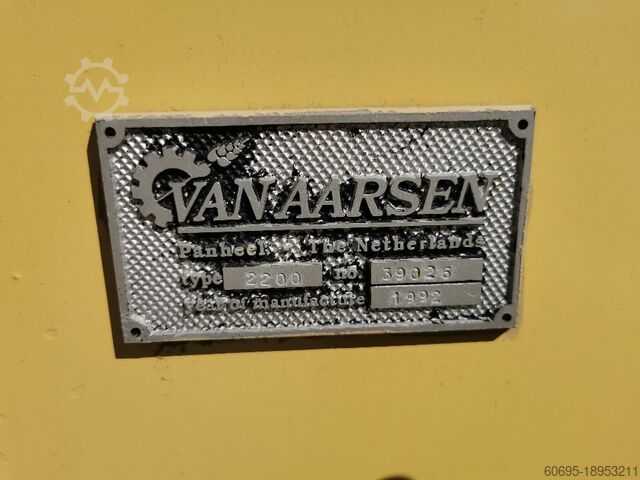 VAN AARSEN
Panheel - The Netherlands
type 2200 no. 39026
year of manufacture 1992
60695-18953211